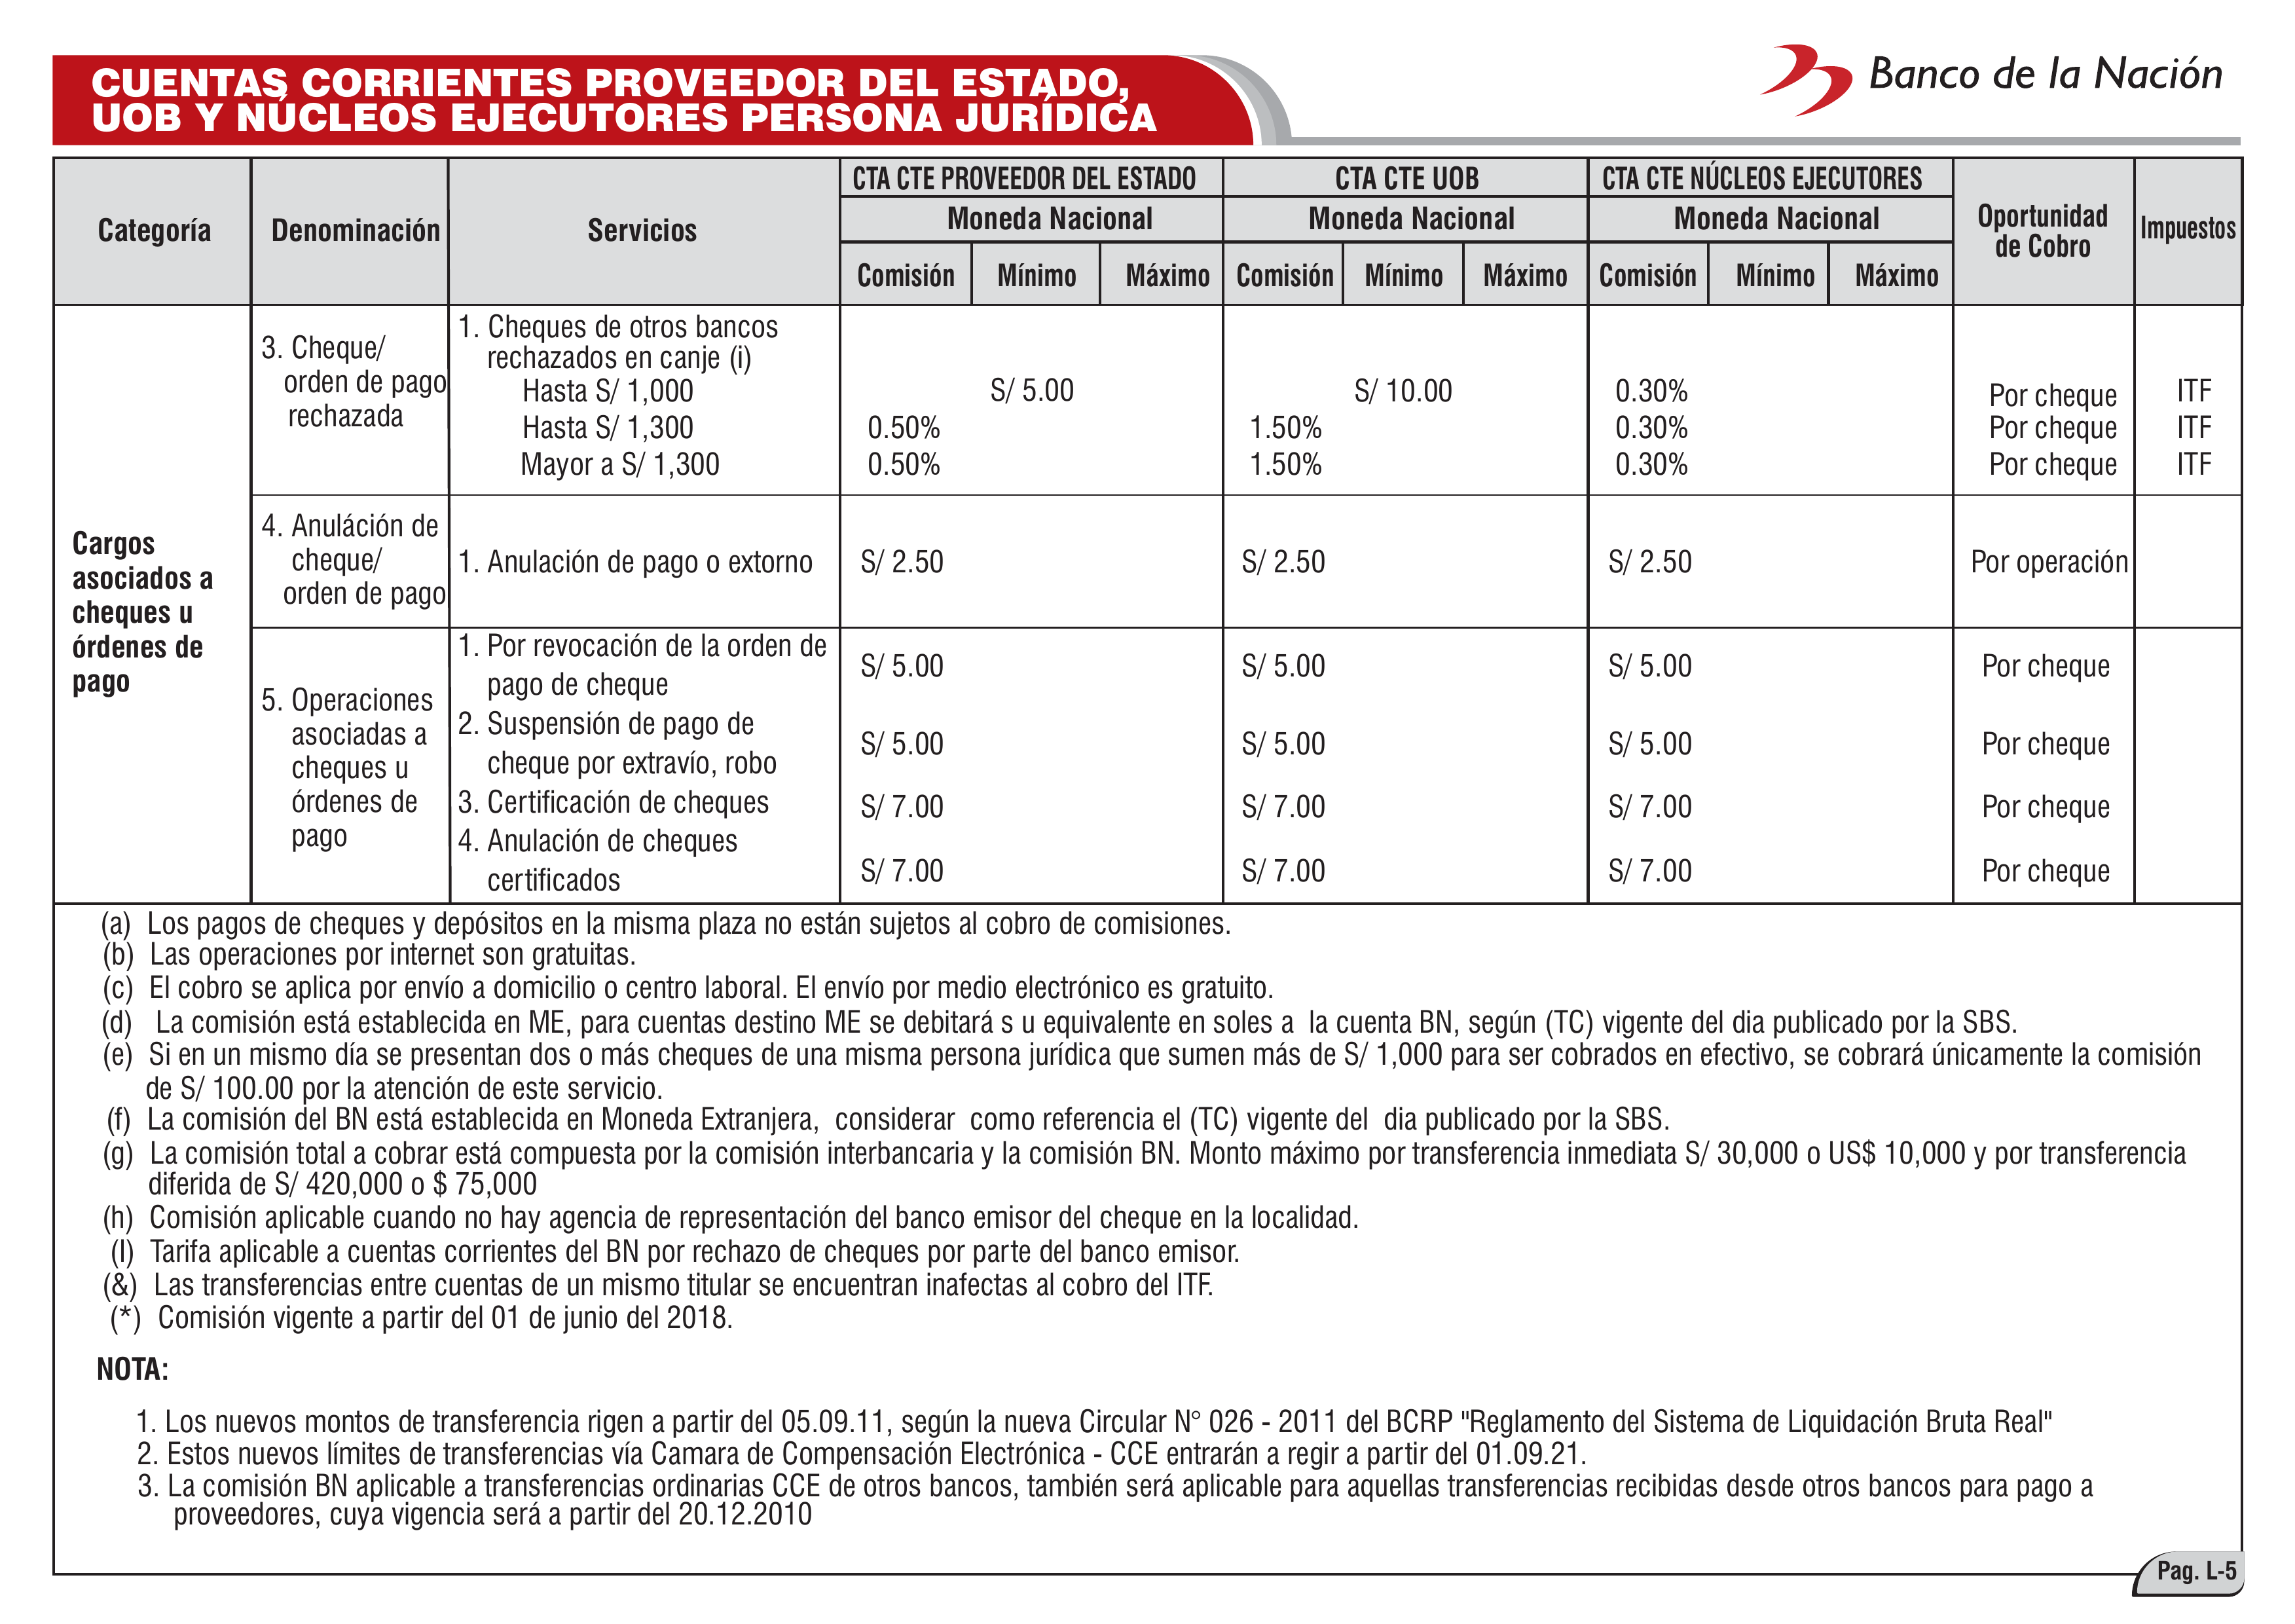 CUENTAS CORRIENTES PROVEEDOR DEL ESTADO,
UOB Y NÚCLEOS EJECUTORES PERSONA JURÍDICA
Banco de la Nación
Categoría Denominación Servicios CTA CTE PROVEEDOR DEL ESTADO CTA CTE UOB CTA CTE NÚCLEOS EJECUTORES Oportunidad de Cobro Impuestos
Moneda Nacional Moneda Nacional Moneda Nacional
Comisión Mínimo Máximo Comisión Mínimo Máximo Comisión Mínimo Máximo
Cargos
asociados a
cheques u
órdenes de
pago
3. Cheque/
orden de pago
rechazada
1. Cheques de otros bancos
rechazados en canje (i)
Hasta S/ 1,000 S/ 5.00 S/ 10.00 0.30% Por cheque ITF
Hasta S/ 1,300 0.50% 1.50% 0.30% Por cheque ITF
Mayor a S/ 1,300 0.50% 1.50% 0.30% Por cheque ITF
4. Anuláción de
cheque/
orden de pago
1. Anulación de pago o extorno S/ 2.50 S/ 2.50 S/ 2.50 Por operación
5. Operaciones
asociadas a
cheques u
órdenes de
pago
1. Por revocación de la orden de
pago de cheque S/ 5.00 S/ 5.00 S/ 5.00 Por cheque
2. Suspensión de pago de
cheque por extravío, robo S/ 5.00 S/ 5.00 S/ 5.00 Por cheque
3. Certificación de cheques S/ 7.00 S/ 7.00 S/ 7.00 Por cheque
4. Anulación de cheques
certificados S/ 7.00 S/ 7.00 S/ 7.00 Por cheque
(a) Los pagos de cheques y depósitos en la misma plaza no están sujetos al cobro de comisiones.
(b) Las operaciones por internet son gratuitas.
(c) El cobro se aplica por envío a domicilio o centro laboral. El envío por medio electrónico es gratuito.
(d) La comisión está establecida en ME, para cuentas destino ME se debitará s u equivalente en soles a la cuenta BN, según (TC) vigente del dia publicado por la SBS.
(e) Si en un mismo día se presentan dos o más cheques de una misma persona jurídica que sumen más de S/ 1,000 para ser cobrados en efectivo, se cobrará únicamente la comisión
de S/ 100.00 por la atención de este servicio.
(f) La comisión del BN está establecida en Moneda Extranjera, considerar como referencia el (TC) vigente del dia publicado por la SBS.
(g) La comisión total a cobrar está compuesta por la comisión interbancaria y la comisión BN. Monto máximo por transferencia inmediata S/ 30,000 o US$ 10,000 y por transferencia
diferida de S/ 420,000 o $ 75,000
(h) Comisión aplicable cuando no hay agencia de representación del banco emisor del cheque en la localidad.
(I) Tarifa aplicable a cuentas corrientes del BN por rechazo de cheques por parte del banco emisor.
(&) Las transferencias entre cuentas de un mismo titular se encuentran inafectas al cobro del ITF.
(*) Comisión vigente a partir del 01 de junio del 2018.
NOTA:
1. Los nuevos montos de transferencia rigen a partir del 05.09.11, según la nueva Circular N° 026 - 2011 del BCRP "Reglamento del Sistema de Liquidación Bruta Real"
2. Estos nuevos límites de transferencias vía Camara de Compensación Electrónica - CCE entrarán a regir a partir del 01.09.21.
3. La comisión BN aplicable a transferencias ordinarias CCE de otros bancos, también será aplicable para aquellas transferencias recibidas desde otros bancos para pago a
proveedores, cuya vigencia será a partir del 20.12.2010
Pag. L-5